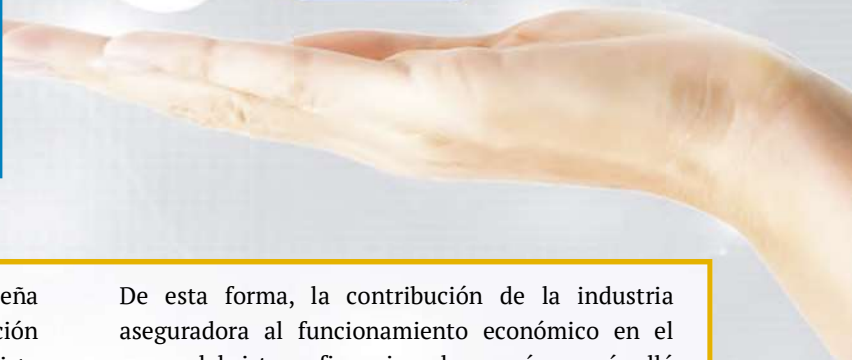 eña
ción
De esta forma, la contribución de la industria
aseguradora al funcionamiento económico en el